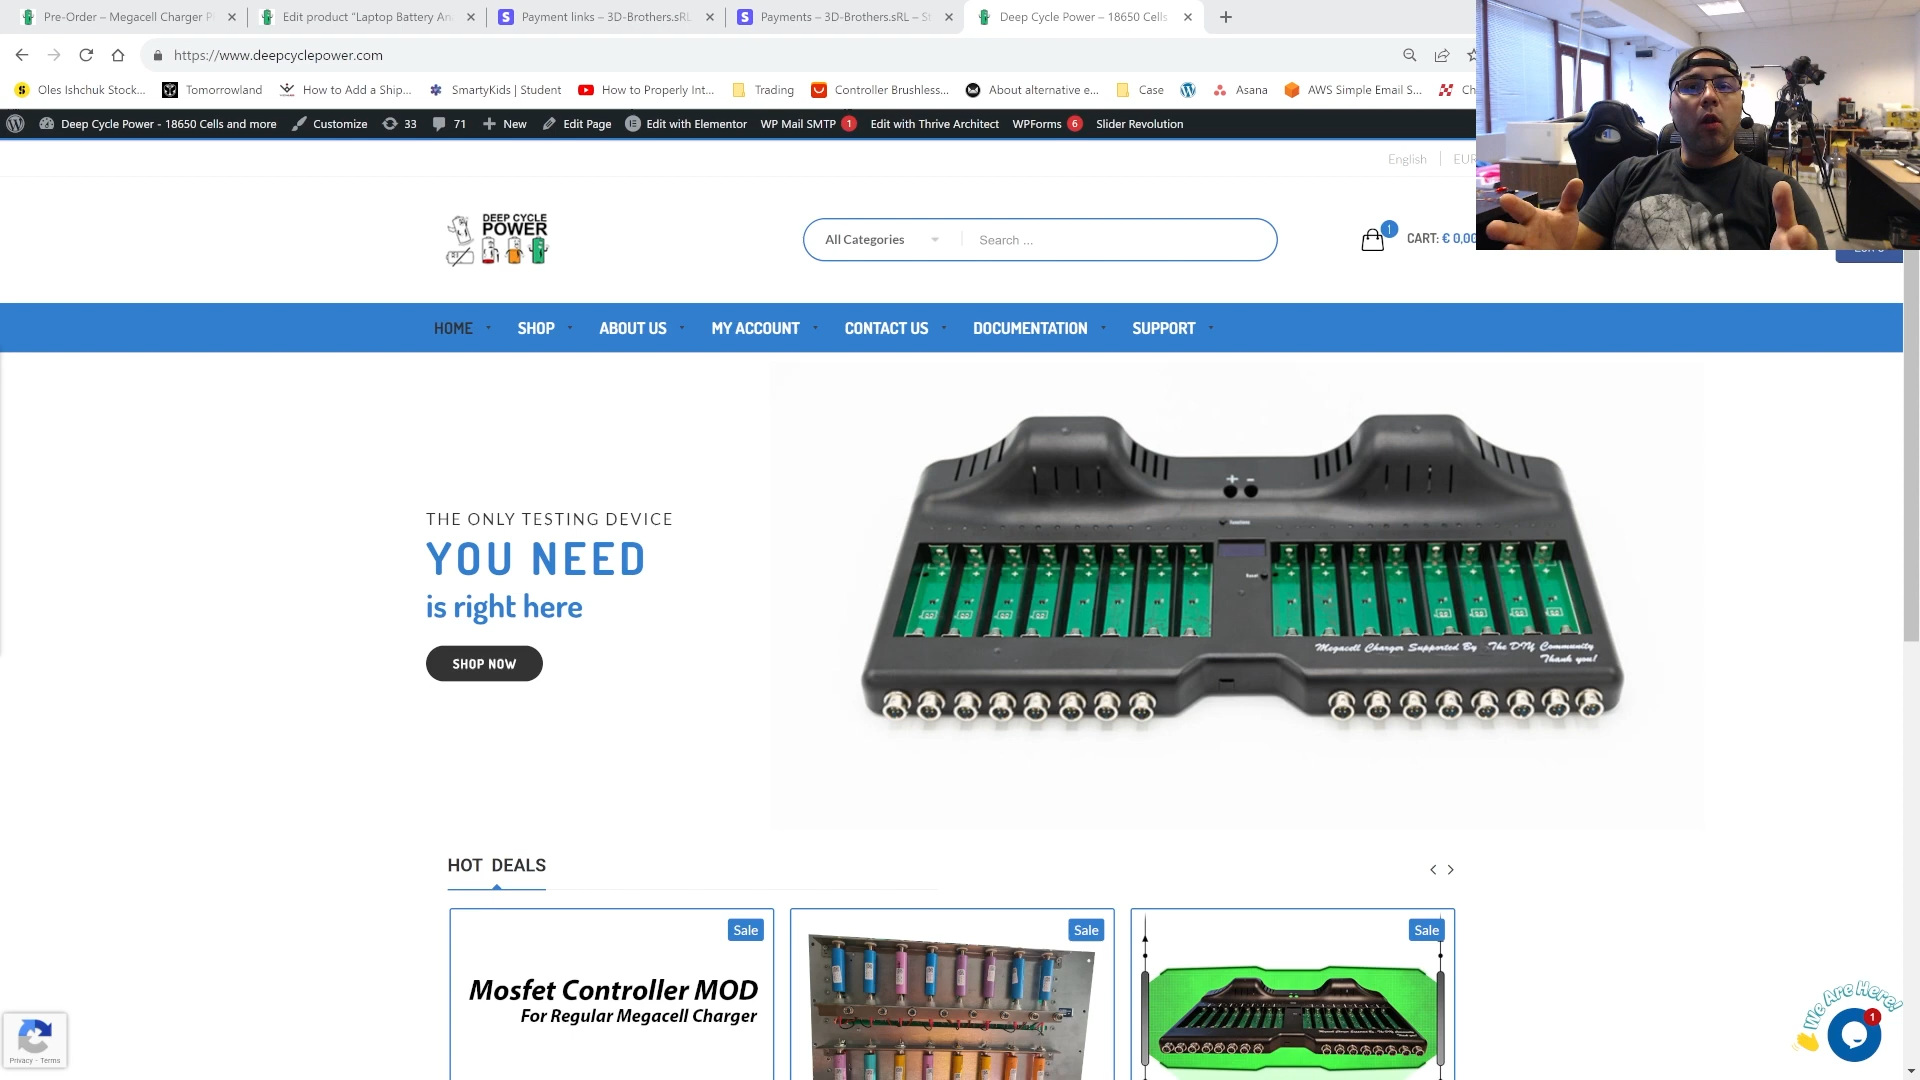 Pre-Order – Megacell Charger P
Edit product "Laptop Battery An
Payment links – 3D-Brothers.sRL
Payments – 3D-Brothers.sRL – St
Deep Cycle Power – 18650 Cells
https://www.deepcyclepower.com
Oles Ishchuk Stock...
Tomorrowland
How to Add a Ship...
SmartyKids | Student
How to Properly Int...
Trading
Controller Brushless...
About alternative e...
Case
Asana
AWS Simple Email S...
Ch
Deep Cycle Power - 18650 Cells and more
Customize
33
71
New
Edit Page
Edit with Elementor
WP Mail SMTP 1
Edit with Thrive Architect
WPForms 6
Slider Revolution
English
EUR
DEEP CYCLE
POWER
All Categories
Search ...
1
CART: € 0,00
HOME
SHOP
ABOUT US
MY ACCOUNT
CONTACT US
DOCUMENTATION
SUPPORT
THE ONLY TESTING DEVICE
YOU NEED
is right here
SHOP NOW
+ -
Functions
Reset
Megacell Charger Supported By The DIY Community
Thank you!
HOT DEALS
Sale
Mosfet Controller MOD
For Regular Megacell Charger
Sale
Sale
Privacy - Terms
We Are Here!
1